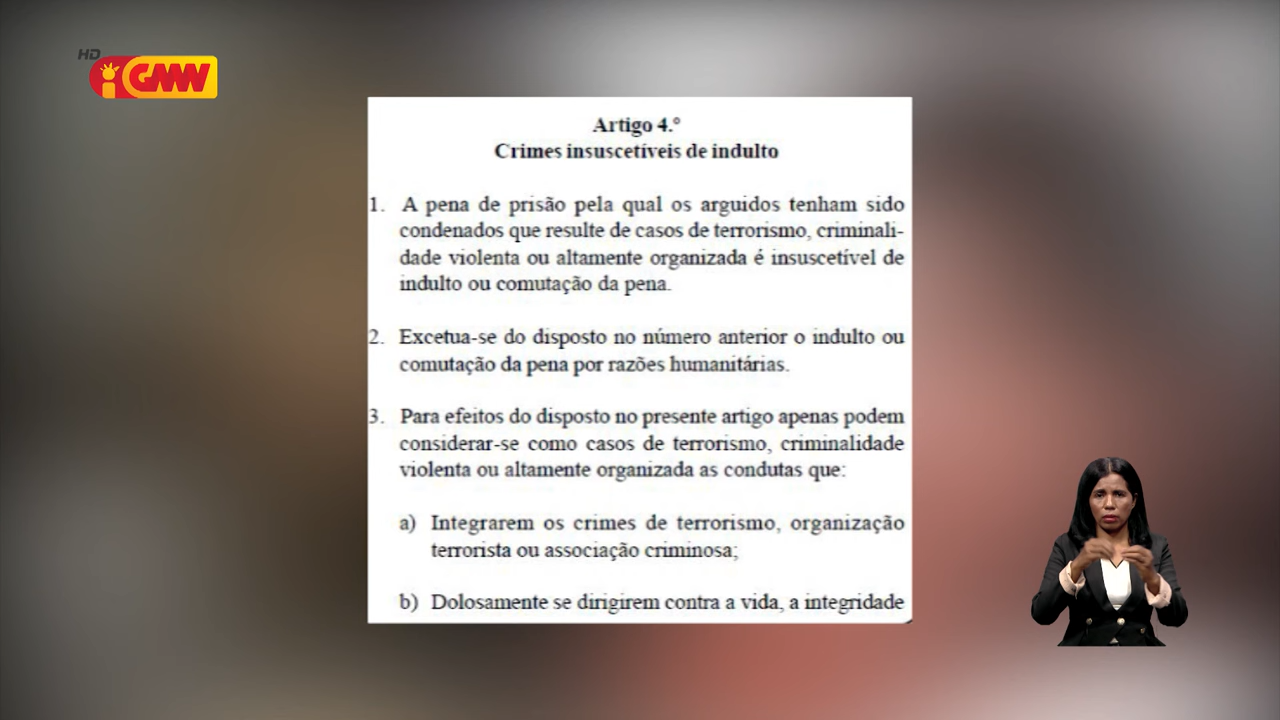 HD
GMN
Artigo 4.º
Crimes insuscetíveis de indulto
1. A pena de prisão pela qual os arguidos tenham sido
condenados que resulte de casos de terrorismo, criminali-
dade violenta ou altamente organizada é insuscetível de
indulto ou comutação da pena.
2. Excetua-se do disposto no número anterior o indulto ou
comutação da pena por razões humanitárias.
3. Para efeitos do disposto no presente artigo apenas podem
considerar-se como casos de terrorismo, criminalidade
violenta ou altamente organizada as condutas que:
a) Integrarem os crimes de terrorismo, organização
terrorista ou associação criminosa;
b) Dolosamente se dirigirem contra a vida, a integridade